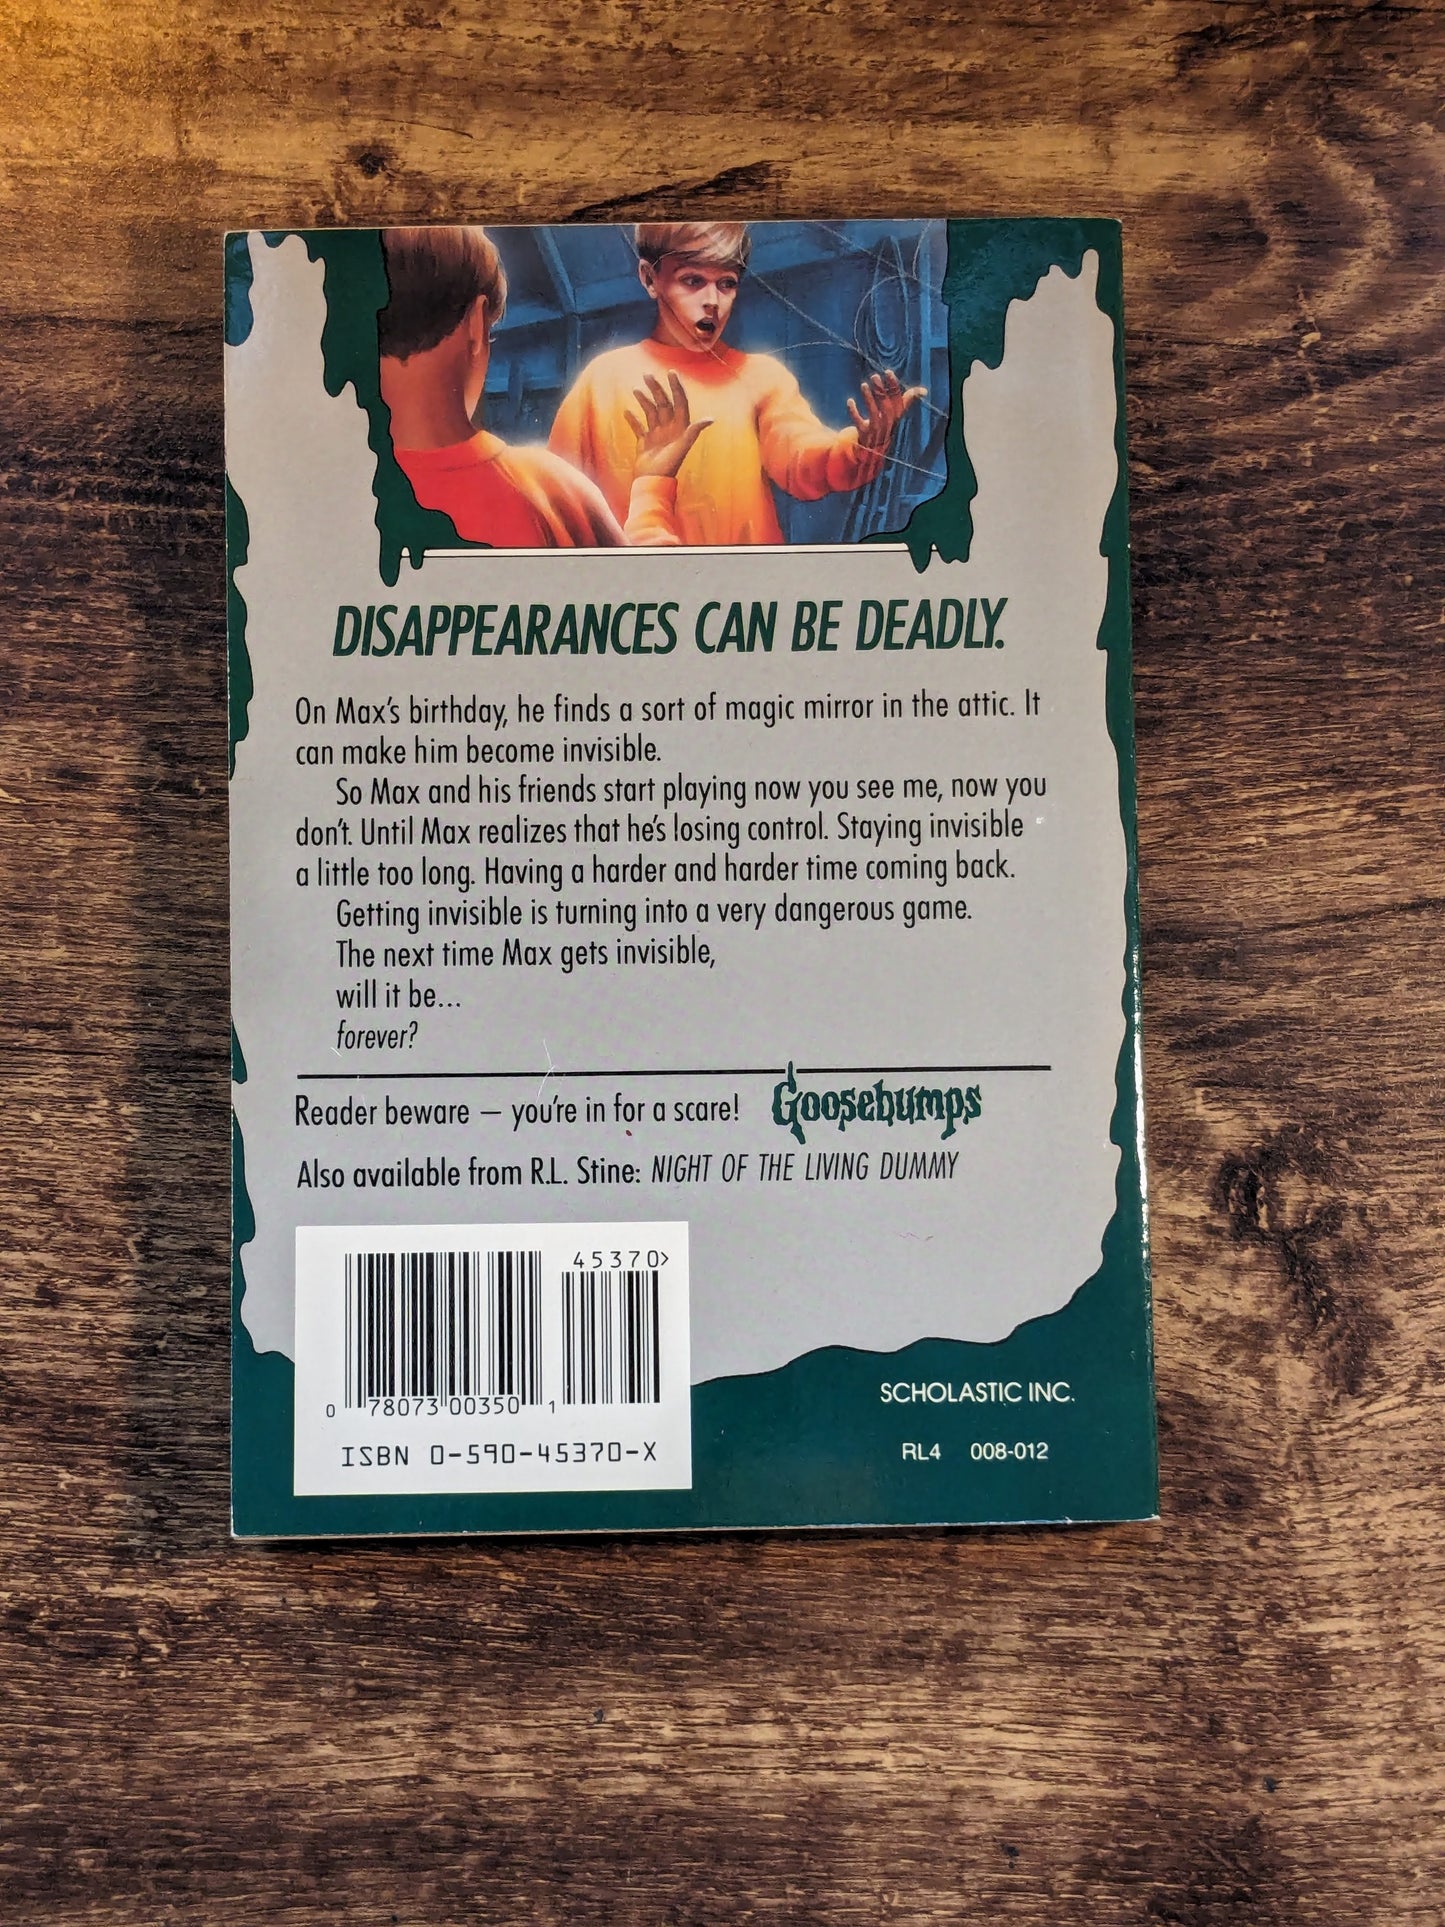 DISAPPEARANCES CAN BE DEADLY.
On Max's birthday, he finds a sort of magic mirror in the attic. It
can make him become invisible.
So Max and his friends start playing now you see me, now you
don't. Until Max realizes that he's losing control. Staying invisible
a little too long. Having a harder and harder time coming back.
Getting invisible is turning into a very dangerous game.
The next time Max gets invisible,
will it be...
forever?
Reader beware — you're in for a scare! Goosebumps
Also available from R.L. Stine: NIGHT OF THE LIVING DUMMY
45370>
0 78073 00350 1
ISBN 0-590-45370-X
SCHOLASTIC INC.
RL4 008-012